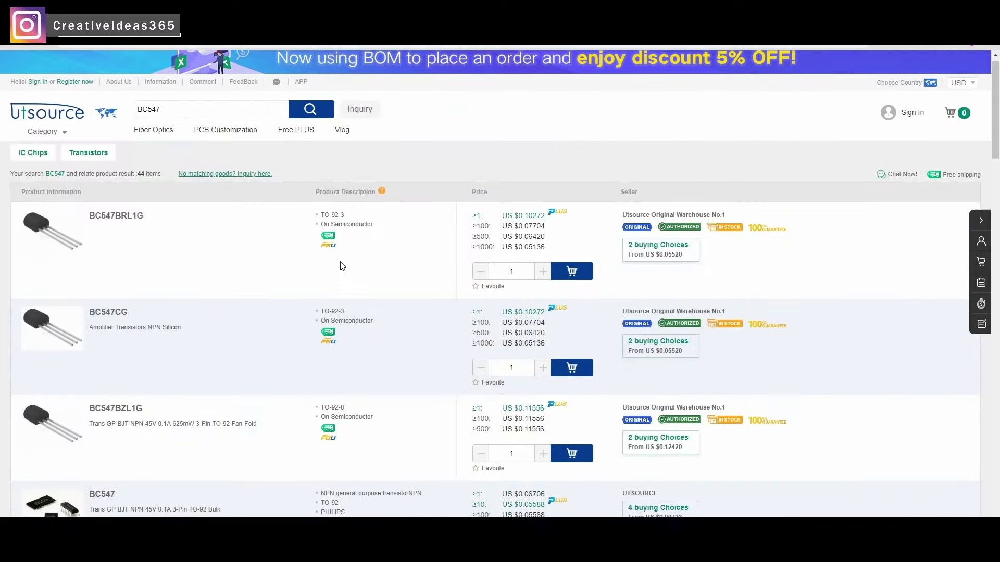 Creativeideas365
Now using BOM to place an order and enjoy discount 5% OFF!
Hello! Sign In or Register now About Us Information Comment FeedBack APP
Choose Country USD
utsource
BC547
Inquiry
Sign In 0
Category
Fiber Optics PCB Customization Free PLUS Vlog
IC Chips Transistors
Your search BC547 and relate product result :44 items No matching goods? Inquiry here.
Chat Now! Free shipping
Product Information Product Description ? Price Seller
BC547BRL1G
TO-92-3
On Semiconductor
FBU
≥1: US $0.10272 PLUS
≥100: US $0.07704
≥500: US $0.06420
≥1000: US $0.05136
1
Favorite
Utsource Original Warehouse No.1
ORIGINAL AUTHORIZED IN STOCK 100% GUARANTEE
2 buying Choices
From US $0.05520
BC547CG
Amplifier Transistors NPN Silicon
TO-92-3
On Semiconductor
FBU
≥1: US $0.10272 PLUS
≥100: US $0.07704
≥500: US $0.06420
≥1000: US $0.05136
1
Favorite
Utsource Original Warehouse No.1
ORIGINAL AUTHORIZED IN STOCK 100% GUARANTEE
2 buying Choices
From US $0.05520
BC547BZL1G
Trans GP BJT NPN 45V 0.1A 625mW 3-Pin TO-92 Fan-Fold
TO-92-8
On Semiconductor
FBU
≥1: US $0.11556 PLUS
≥100: US $0.11556
≥500: US $0.11556
1
Favorite
Utsource Original Warehouse No.1
ORIGINAL AUTHORIZED IN STOCK 100% GUARANTEE
2 buying Choices
From US $0.12420
BC547
Trans GP BJT NPN 45V 0.1A 3-Pin TO-92 Bulk
NPN general purpose transistorNPN
TO-92
PHILIPS
≥1: US $0.06706
≥10: US $0.05588 PLUS
≥100: US $0.05588
UTSOURCE
4 buying Choices
From US